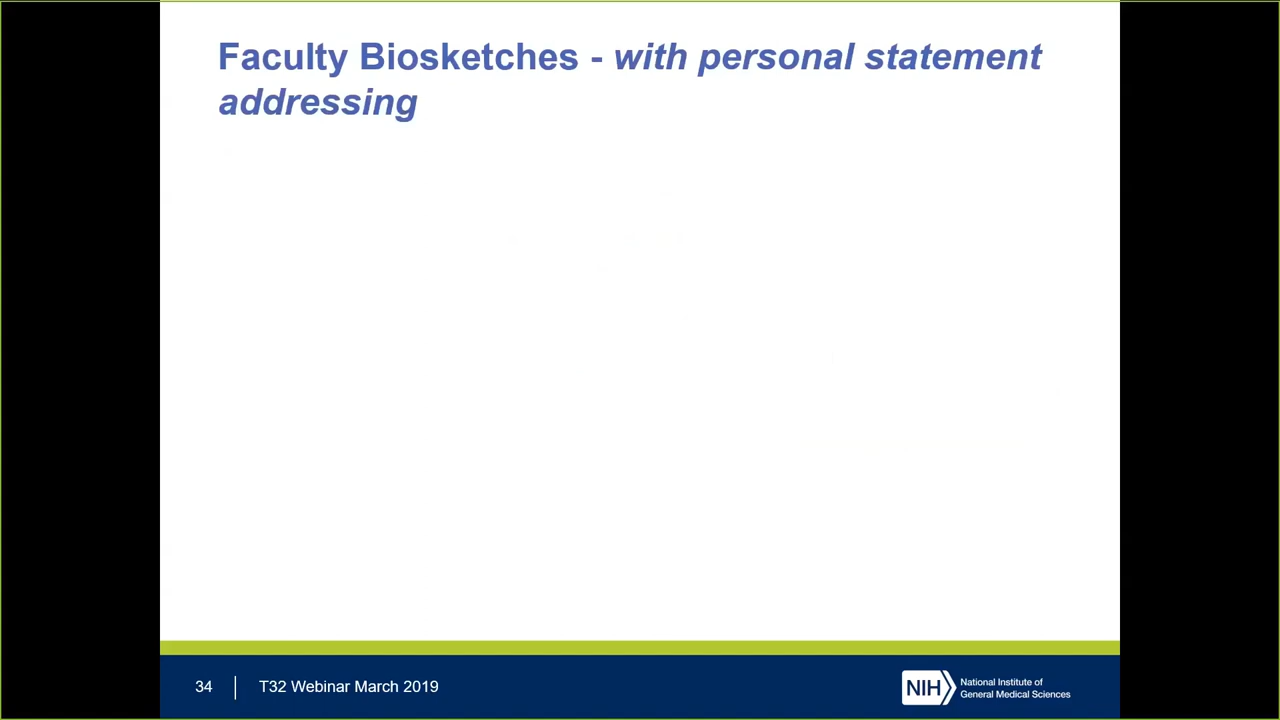 Faculty Biosketches - with personal statement
addressing
34
T32 Webinar March 2019
NIH
National Institute of
General Medical Sciences